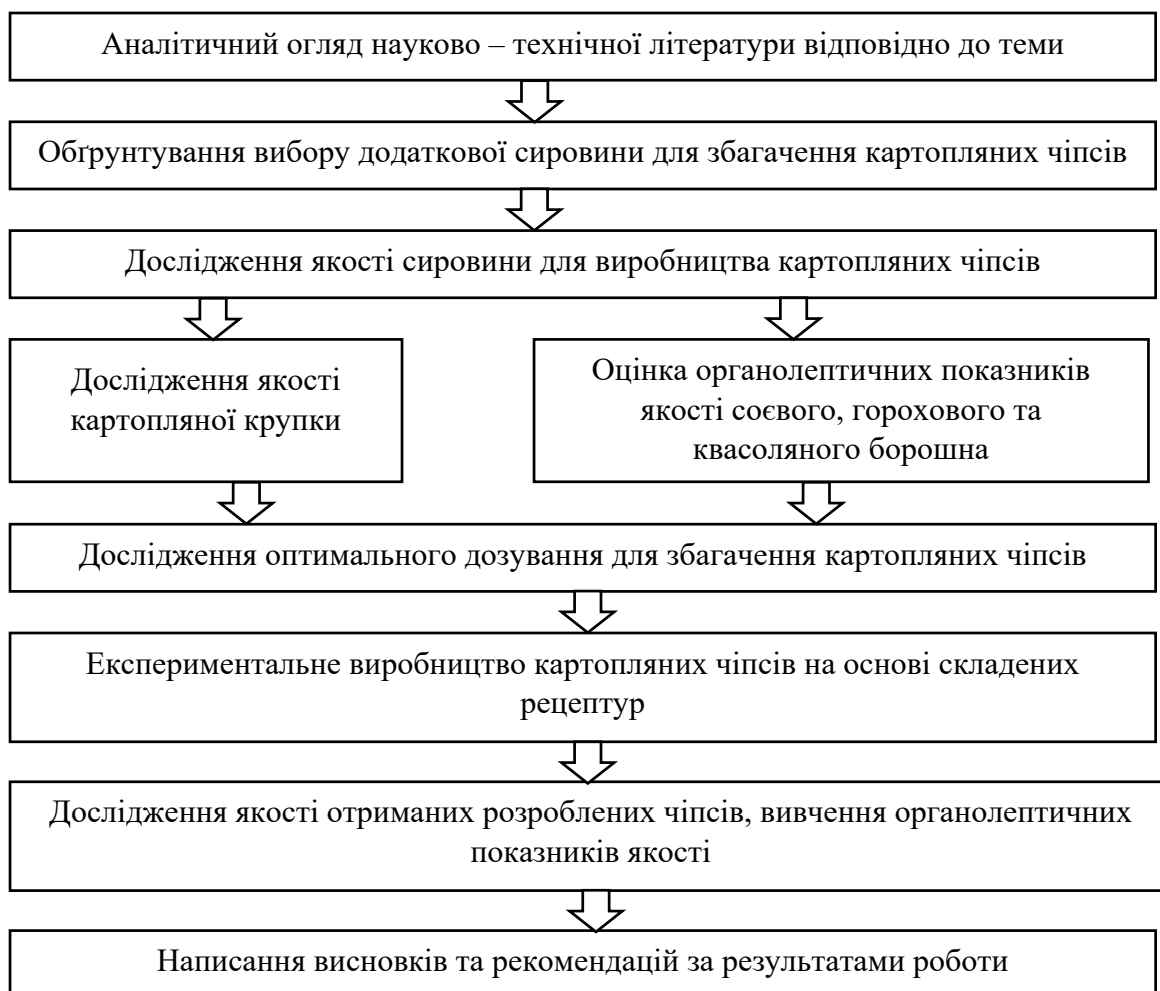 Аналітичний огляд науково – технічної літератури відповідно до теми
Обґрунтування вибору додаткової сировини для збагачення картопляних чіпсів
Дослідження якості сировини для виробництва картопляних чіпсів
Дослідження якості
картопляної крупки
Оцінка органолептичних показників
якості соєвого, горохового та
квасоляного борошна
Дослідження оптимального дозування для збагачення картопляних чіпсів
Експериментальне виробництво картопляних чіпсів на основі складених
рецептур
Дослідження якості отриманих розроблених чіпсів, вивчення органолептичних
показників якості
Написання висновків та рекомендацій за результатами роботи